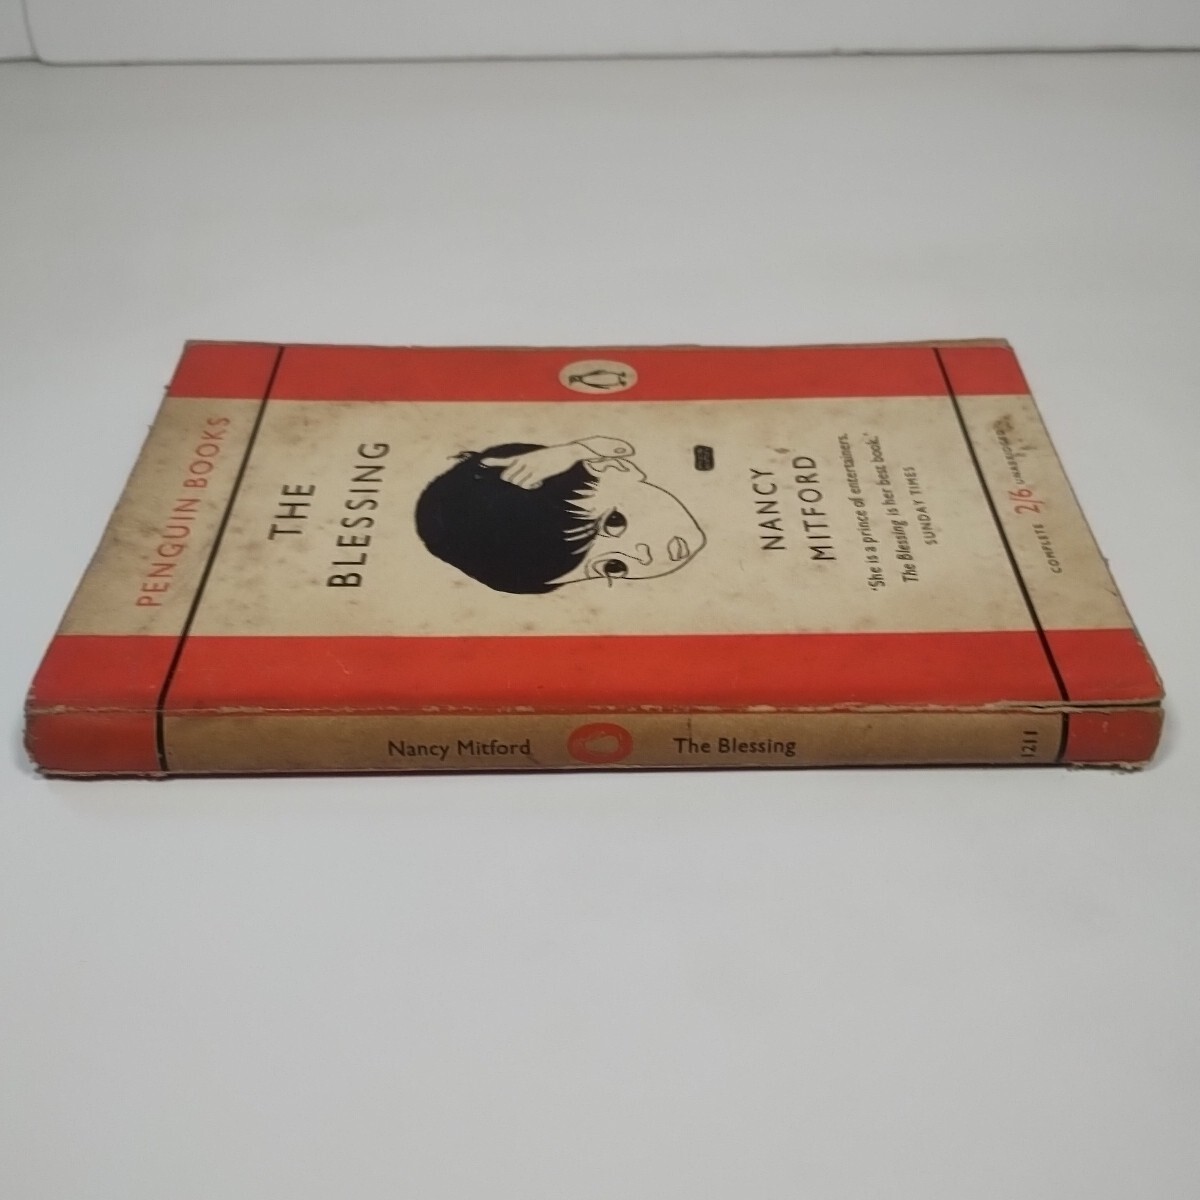 PENGUIN BOOKS
THE
BLESSING
NANCY
MITFORD
'She is a prince of entertainers.
The Blessing is her best book.'
SUNDAY TIMES
COMPLETE 2/6 UNABRIDGED
Nancy Mitford The Blessing 1211